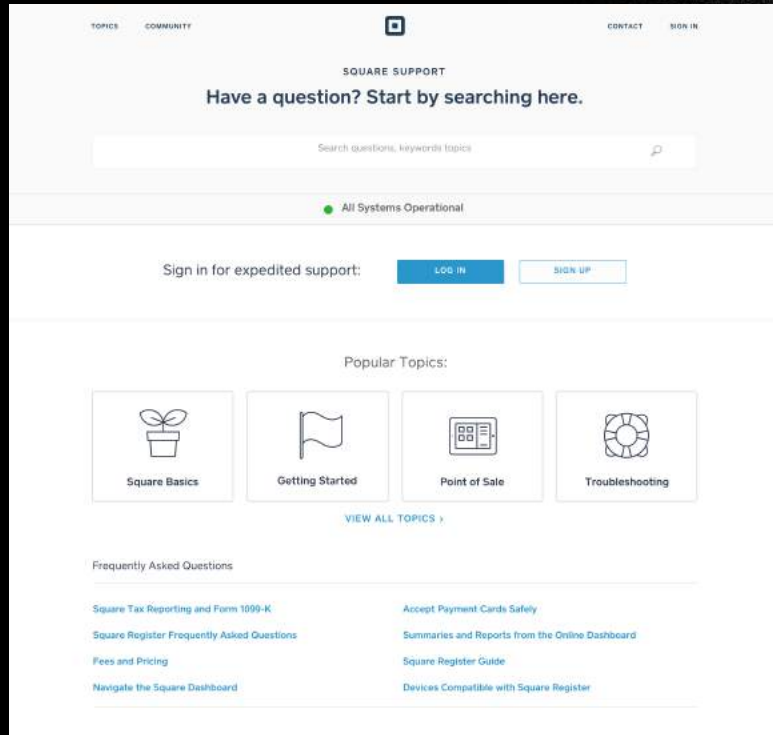 TOPICS COMMUNITY CONTACT SIGN IN
SQUARE SUPPORT
Have a question? Start by searching here.
Search questions, keywords topics
All Systems Operational
Sign in for expedited support: LOG IN SIGN UP
Popular Topics:
Square Basics Getting Started Point of Sale Troubleshooting
VIEW ALL TOPICS ›
Frequently Asked Questions
Square Tax Reporting and Form 1099-K Accept Payment Cards Safely
Square Register Frequently Asked Questions Summaries and Reports from the Online Dashboard
Fees and Pricing Square Register Guide
Navigate the Square Dashboard Devices Compatible with Square Register